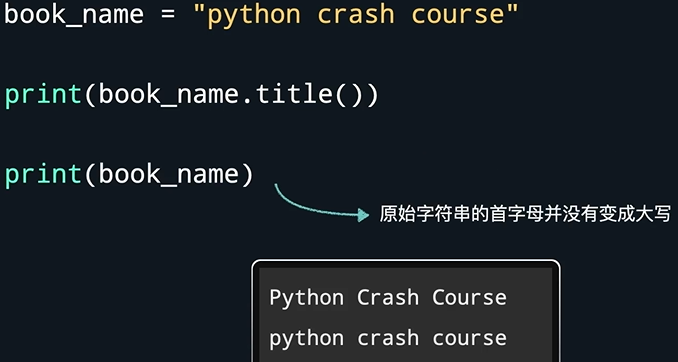 book_name = "python crash course"
print(book_name.title())
print(book_name)
原始字符串的首字母并没有变成大写
Python Crash Course
python crash course